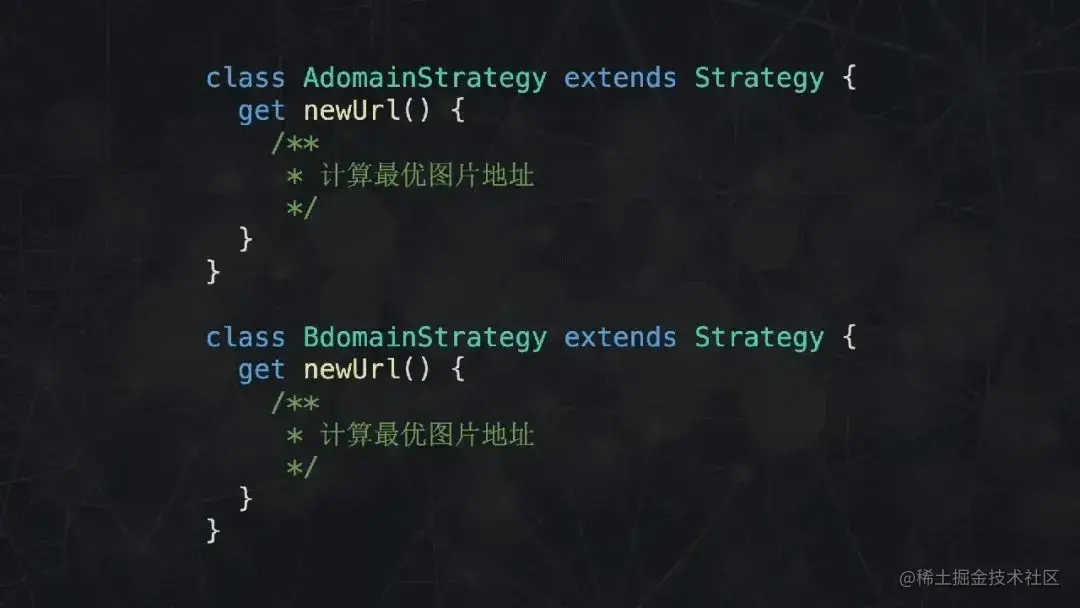 class AdomainStrategy extends Strategy {
  get newUrl() {
    /**
     * 计算最优图片地址
     */
  }
}
class BdomainStrategy extends Strategy {
  get newUrl() {
    /**
     * 计算最优图片地址
     */
  }
}
@稀土掘金技术社区